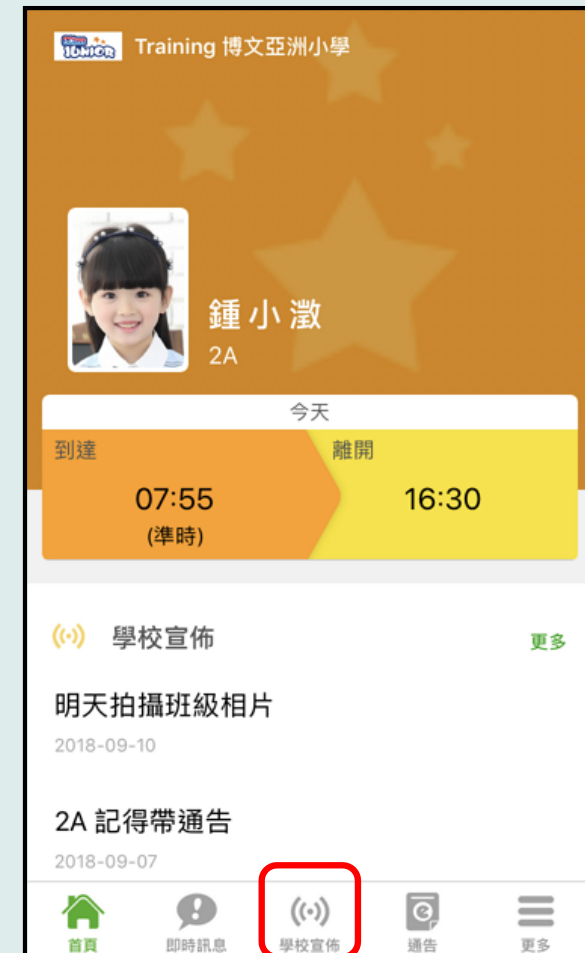 JUNIOR
Training 博文亞洲小學
鍾小澂
2A
今天
到達 離開
07:55 16:30
(準時)
學校宣佈 更多
明天拍攝班級相片
2018-09-10
2A 記得帶通告
2018-09-07
首頁 即時訊息 學校宣佈 通告 更多